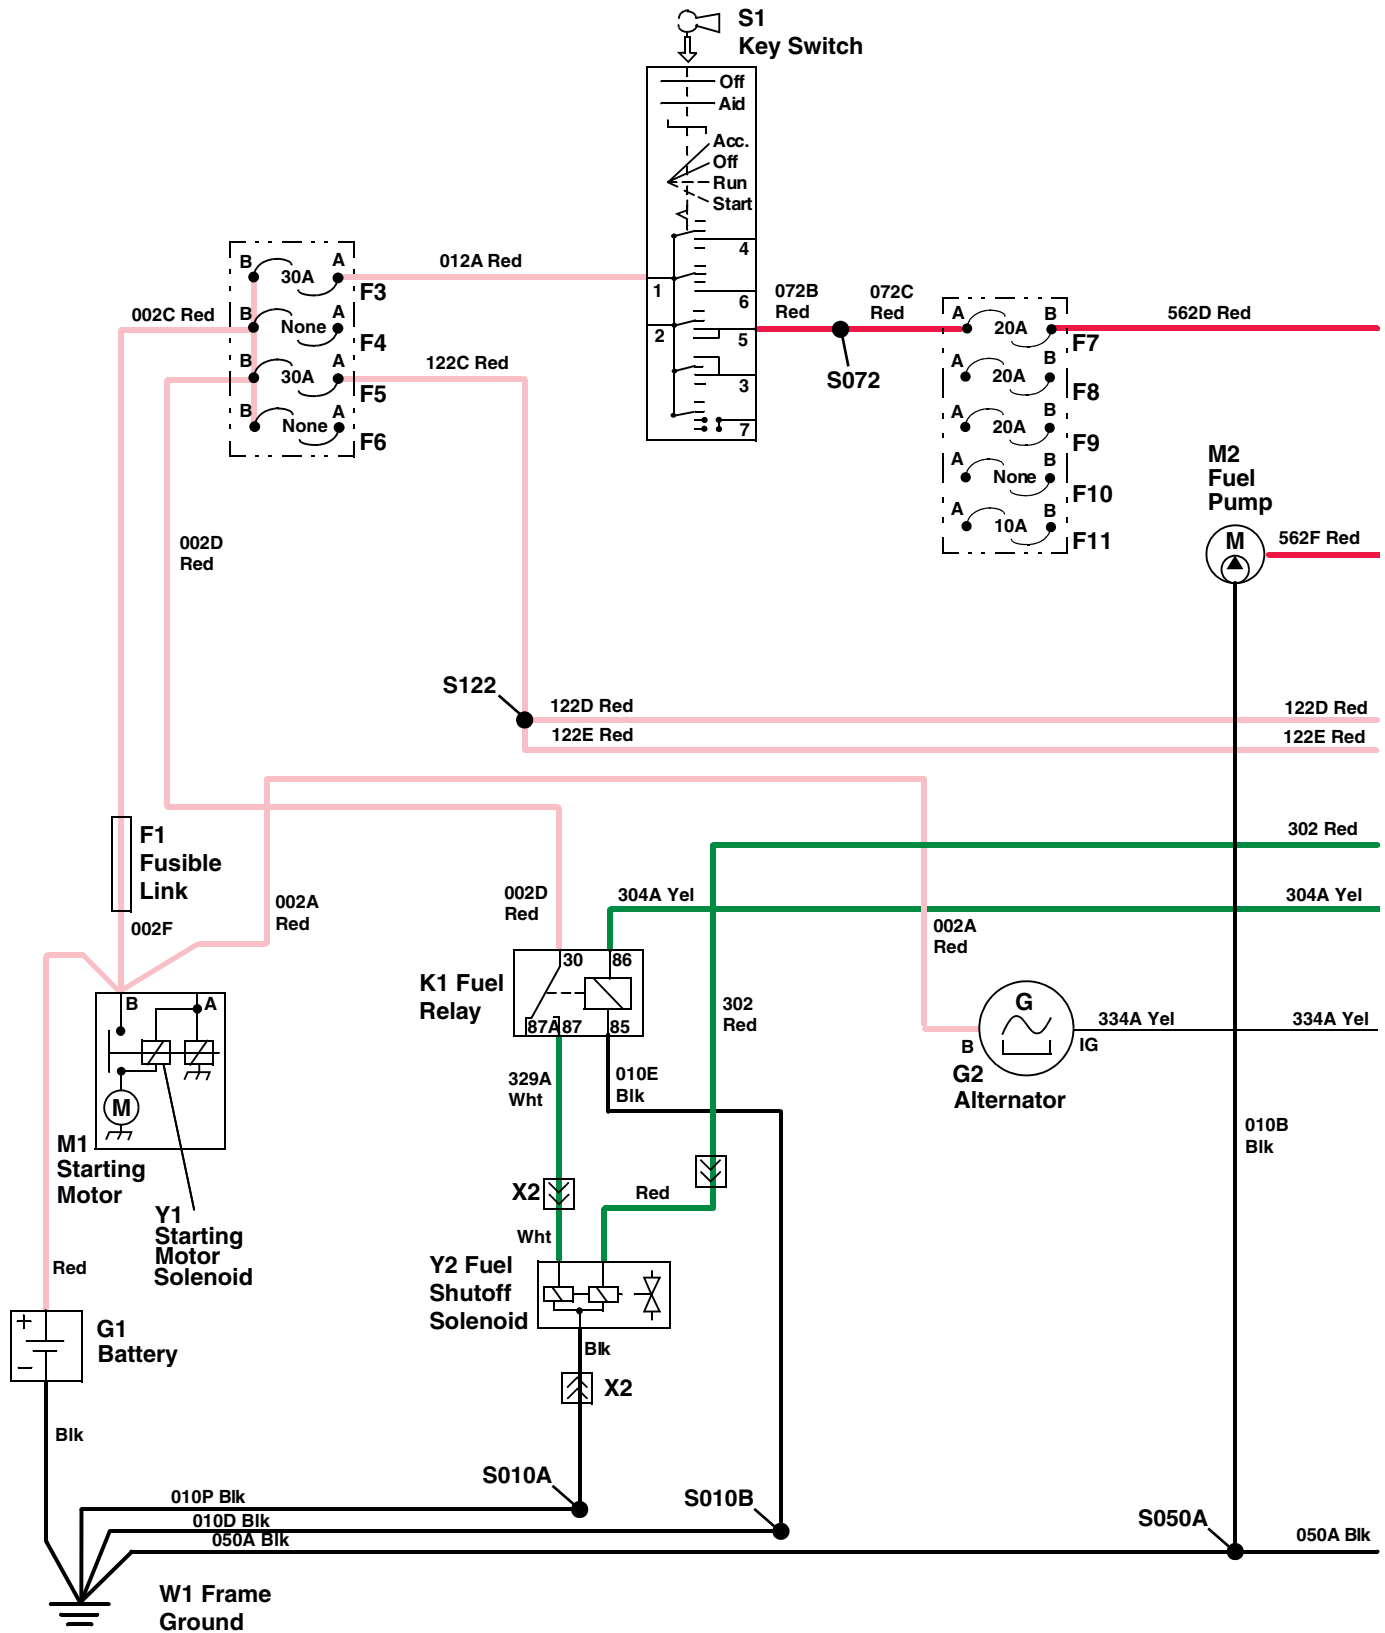 S1
Key Switch
Off
Aid
Acc.
Off
Run
Start
4
1
6
2
5
3
7
B
30A
A
F3
012A Red
002C Red
B
None
A
F4
B
30A
A
F5
122C Red
B
None
A
F6
072B
Red
072C
Red
S072
A
20A
B
F7
562D Red
A
20A
B
F8
A
20A
B
F9
A
None
B
F10
A
10A
B
F11
M2
Fuel
Pump
M
562F Red
002D
Red
S122
122D Red
122D Red
122E Red
122E Red
F1
Fusible
Link
002F
002A
Red
002D
Red
304A Yel
302 Red
304A Yel
002A
Red
K1 Fuel
Relay
30
86
87A
87
85
302
Red
G
B
IG
G2
Alternator
334A Yel
334A Yel
B
A
M
M1
Starting
Motor
Y1
Starting
Motor
Solenoid
329A
Wht
010E
Blk
010B
Blk
X2
Red
Wht
Y2 Fuel
Shutoff
Solenoid
Red
+
–
G1
Battery
Blk
X2
Blk
S010A
010P Blk
S010B
010D Blk
S050A
050A Blk
050A Blk
W1 Frame
Ground